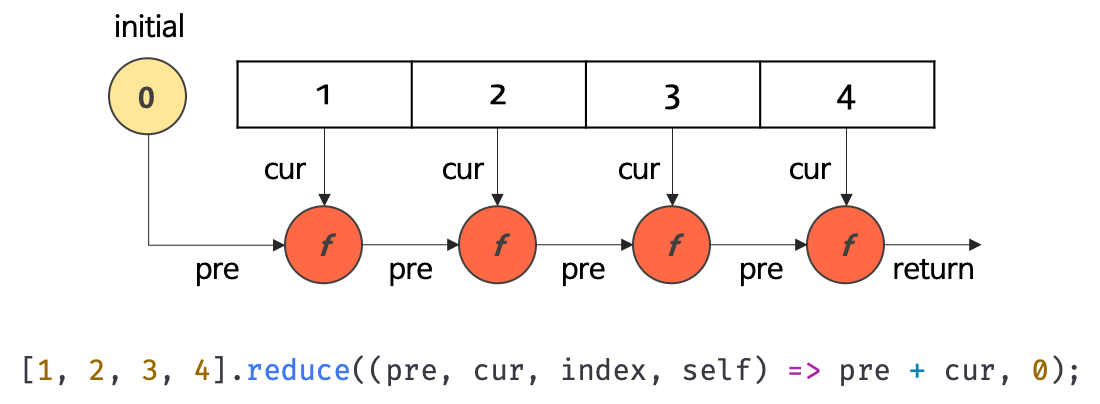 initial
0 1 2 3 4
cur cur cur cur
f f f f
pre pre pre pre return
[1, 2, 3, 4].reduce((pre, cur, index, self) => pre + cur, 0);